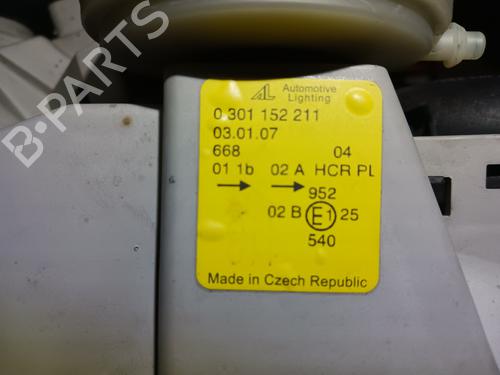 Automotive
Lighting
0 301 152 211
03.01.07
668 04
01 1b 02 A HCR PL
952
02 B E1 25
540
Made in Czech Republic
B-PARTS